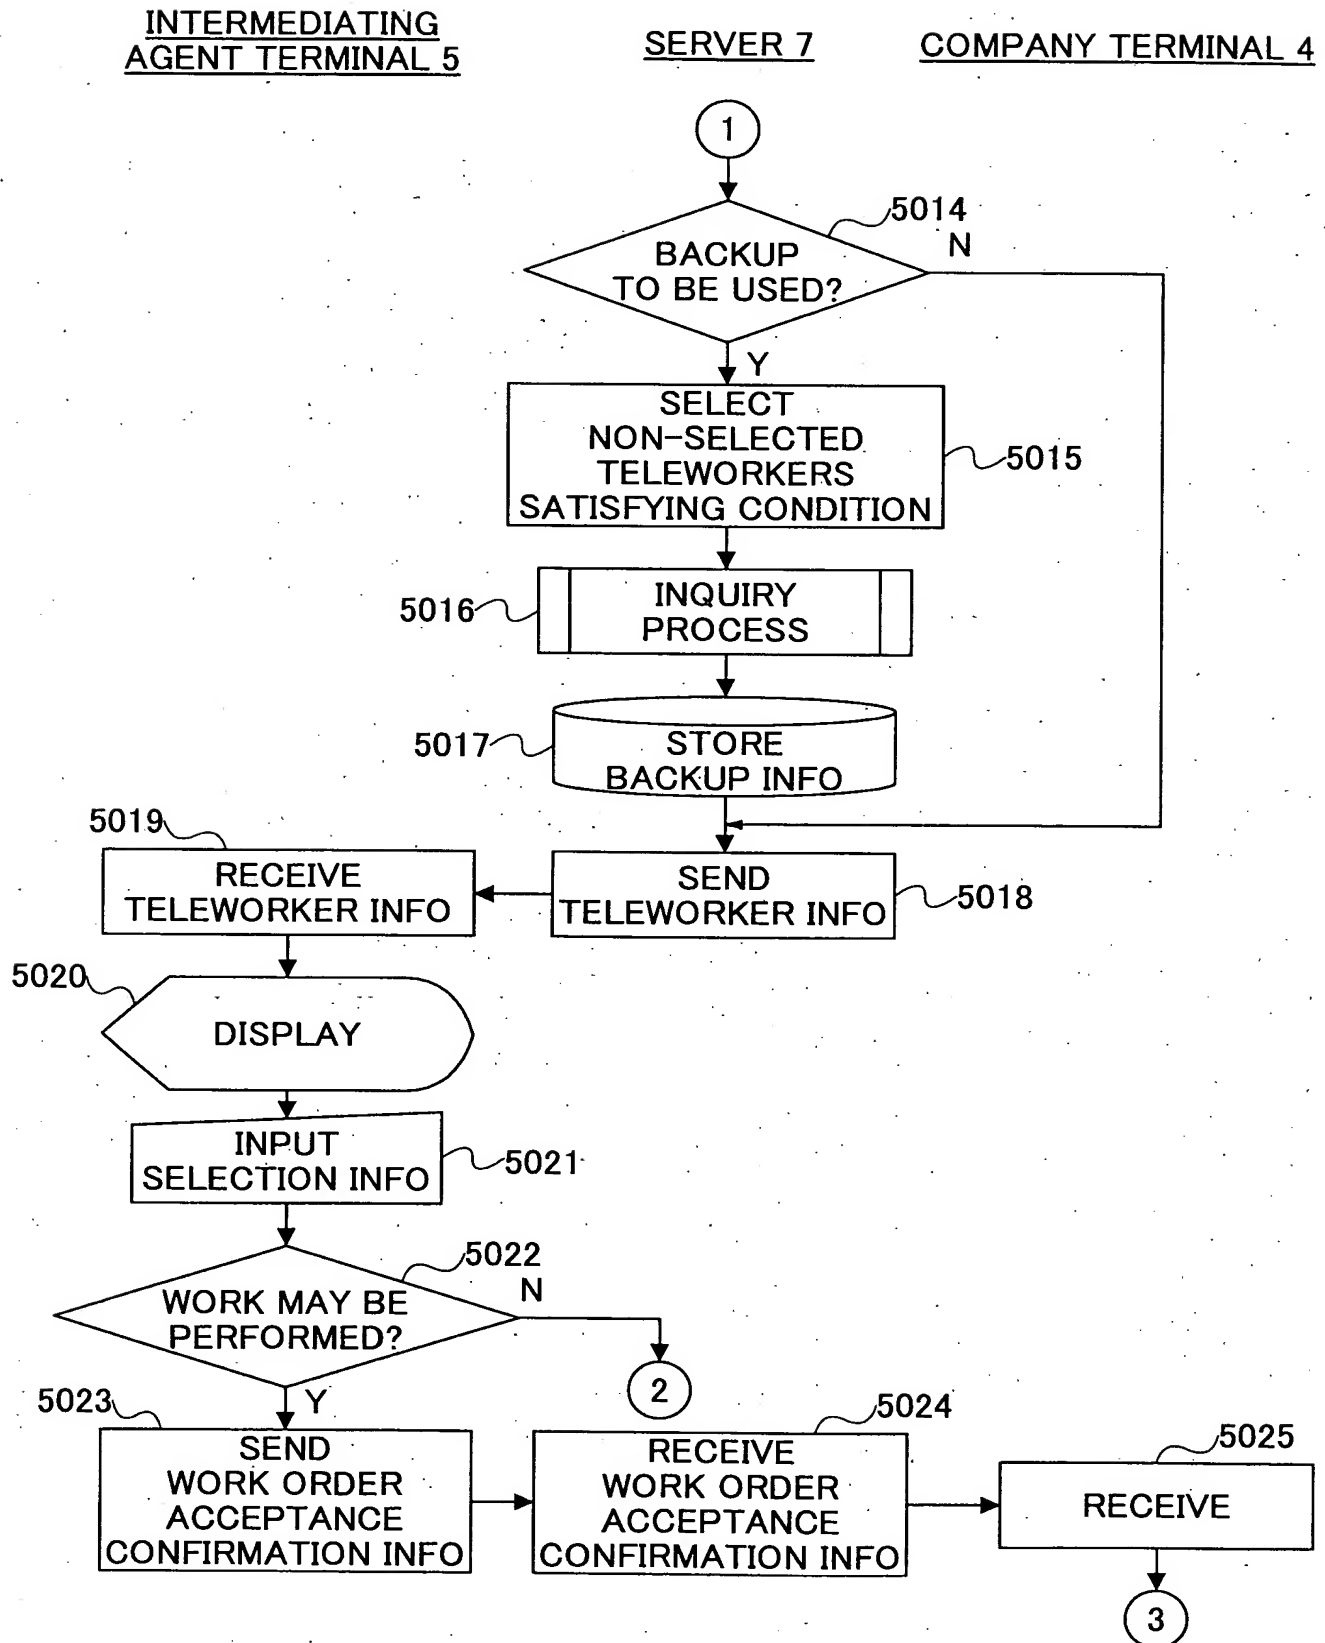 INTERMEDIATING
AGENT TERMINAL 5
SERVER 7
COMPANY TERMINAL 4
1
5014
N
BACKUP
TO BE USED?
Y
SELECT
NON-SELECTED
TELEWORKERS
SATISFYING CONDITION
5015
5016
INQUIRY
PROCESS
5017
STORE
BACKUP INFO
5019
RECEIVE
TELEWORKER INFO
SEND
TELEWORKER INFO
5018
5020
DISPLAY
INPUT
SELECTION INFO
5021
5022
N
WORK MAY BE
PERFORMED?
2
Y
5023
SEND
WORK ORDER
ACCEPTANCE
CONFIRMATION INFO
5024
RECEIVE
WORK ORDER
ACCEPTANCE
CONFIRMATION INFO
5025
RECEIVE
3